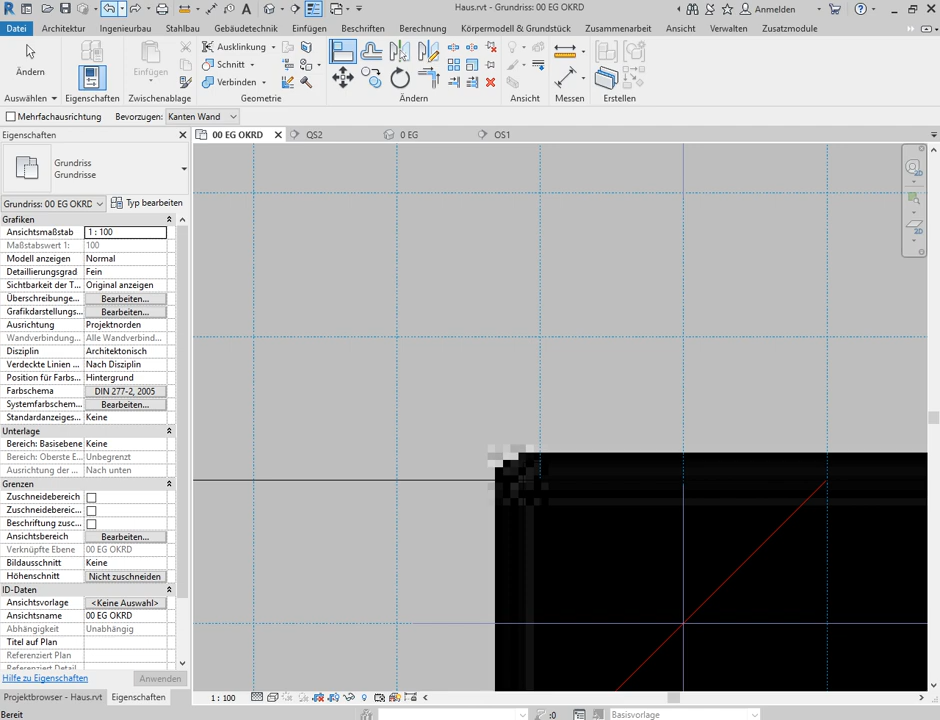 Haus.rvt - Grundriss: 00 EG OKRD
Anmelden
Datei Architektur Ingenieurbau Stahlbau Gebäudetechnik Einfügen Beschriften Berechnung Körpermodell & Grundstück Zusammenarbeit Ansicht Verwalten Zusatzmodule
Ändern
Einfügen
Ausklinkung
Schnitt
Verbinden
Auswählen Eigenschaften Zwischenablage Geometrie Ändern Ansicht Messen Erstellen
Mehrfachausrichtung Bevorzugen: Kanten Wand
Eigenschaften
00 EG OKRD QS2 0 EG OS1
Grundriss
Grundrisse
Grundriss: 00 EG OKRD Typ bearbeiten
Grafiken
Ansichtsmaßstab 1 : 100
Maßstabswert 1: 100
Modell anzeigen Normal
Detaillierungsgrad Fein
Sichtbarkeit der T... Original anzeigen
Überschreibunge... Bearbeiten...
Grafikdarstellungs... Bearbeiten...
Ausrichtung Projektnorden
Wandverbindung... Alle Wandverbind...
Disziplin Architektonisch
Verdeckte Linien ... Nach Disziplin
Position für Farbs... Hintergrund
Farbschema DIN 277-2, 2005
Systemfarbschem... Bearbeiten...
Standardanzeiges... Keine
Unterlage
Bereich: Basisebene Keine
Bereich: Oberste E... Unbegrenzt
Ausrichtung der ... Nach unten
Grenzen
Zuschneidebereich
Zuschneidebereic...
Beschriftung zusc...
Ansichtsbereich Bearbeiten...
Verknüpfte Ebene 00 EG OKRD
Bildausschnitt Keine
Höhenschnitt Nicht zuschneiden
ID-Daten
Ansichtsvorlage <Keine Auswahl>
Ansichtsname 00 EG OKRD
Abhängigkeit Unabhängig
Titel auf Plan
Referenziert Plan
Referenziert Detail
Hilfe zu Eigenschaften Anwenden
Projektbrowser - Haus.rvt Eigenschaften
1 : 100
Bereit
:0
Basisvorlage
2D
2D